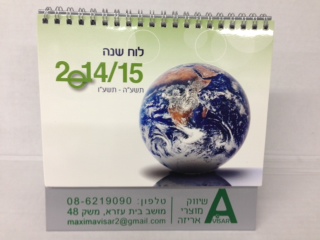 לוח שנה
2014/15
תשע"ה - תשע"ו
טלפון: 08-6219090
מושב בית עזרא, משק 48
maximavisar2@gmail.com
שיווק
מוצרי
אריזה
A
VISAR